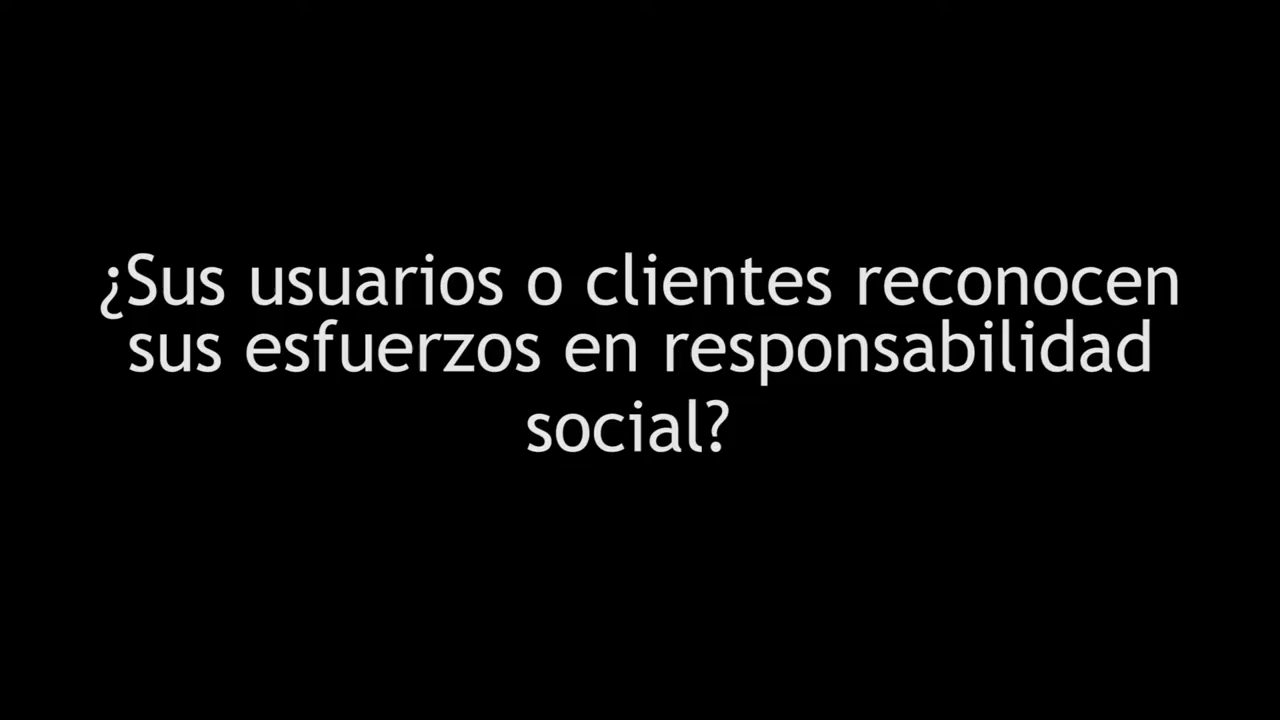 ¿Sus usuarios o clientes reconocen
sus esfuerzos en responsabilidad
social?